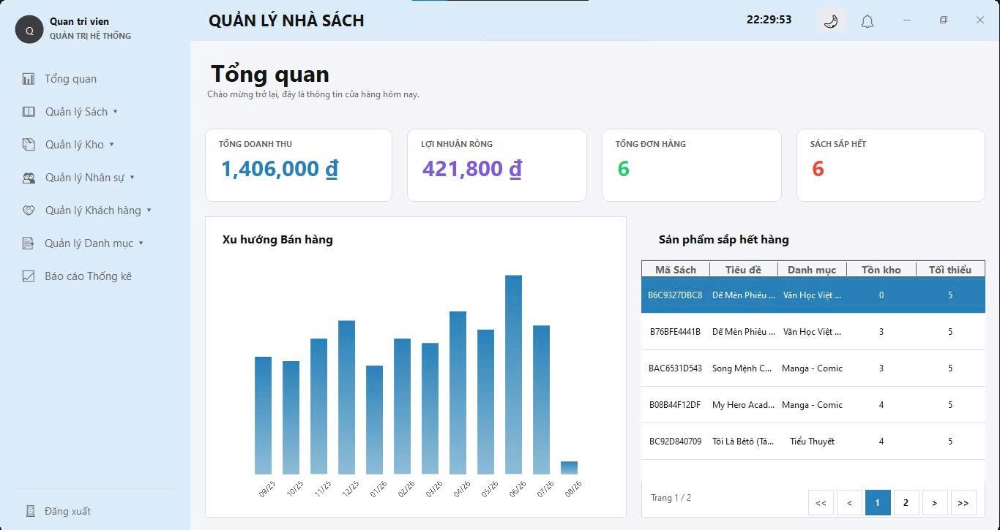 Q
Quan tri vien
QUẢN TRỊ HỆ THỐNG
Tổng quan
Quản lý Sách
Quản lý Kho
Quản lý Nhân sự
Quản lý Khách hàng
Quản lý Danh mục
Báo cáo Thống kê
Đăng xuất
QUẢN LÝ NHÀ SÁCH
22:29:53
Tổng quan
Chào mừng trở lại, đây là thông tin cửa hàng hôm nay.
TỔNG DOANH THU
1,406,000 ₫
LỢI NHUẬN RÒNG
421,800 ₫
TỔNG ĐƠN HÀNG
6
SÁCH SẮP HẾT
6
Xu hướng Bán hàng
09/25 10/25 11/25 12/25 01/26 02/26 03/26 04/26 05/26 06/26 07/26 08/26
Sản phẩm sắp hết hàng
Mã Sách Tiêu đề Danh mục Tồn kho Tối thiểu
B6C9327DBC8 Dế Mèn Phiêu ... Văn Học Việt ... 0 5
B76BFE4441B Dế Mèn Phiêu ... Văn Học Việt ... 3 5
BAC6531D543 Song Mệnh C... Manga - Comic 3 5
B08B44F12DF My Hero Acad... Manga - Comic 4 5
BC92D840709 Tôi Là Bêtô (Tá... Tiểu Thuyết 4 5
Trang 1 / 2
<< < 1 2 > >>